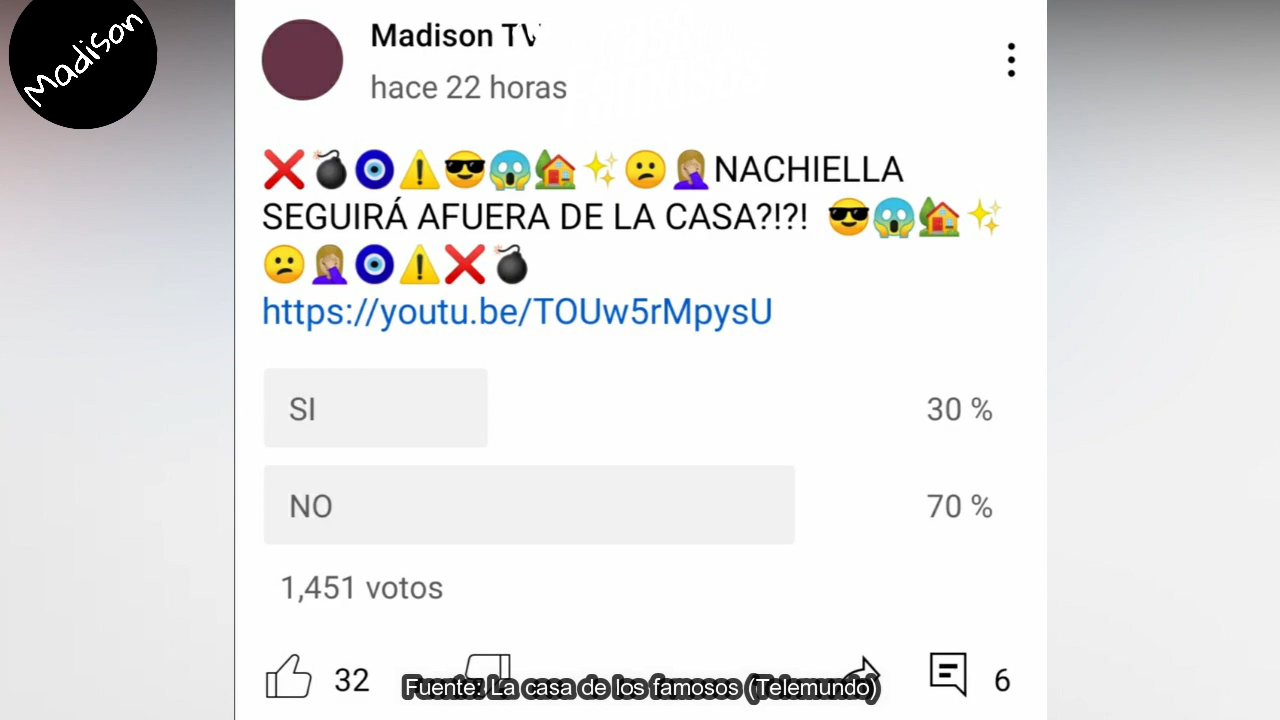 Madison
Madison TV
hace 22 horas
❌💣🧿⚠️😎😱🏡✨😕🤦🏼‍♀️NACHIELLA
SEGUIRÁ AFUERA DE LA CASA?!?! 😎😱🏡✨
😕🤦🏼‍♀️🧿⚠️❌💣
https://youtu.be/TOUw5rMpysU
SI 30 %
NO 70 %
1,451 votos
32 6
Fuente: La casa de los famosos (Telemundo)